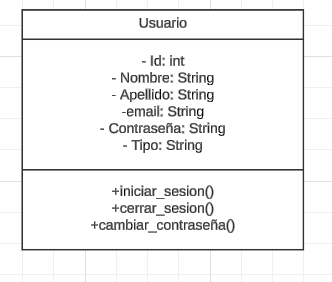 Usuario
- Id: int
- Nombre: String
- Apellido: String
-email: String
- Contraseña: String
- Tipo: String
+iniciar_sesion()
+cerrar_sesion()
+cambiar_contraseña()